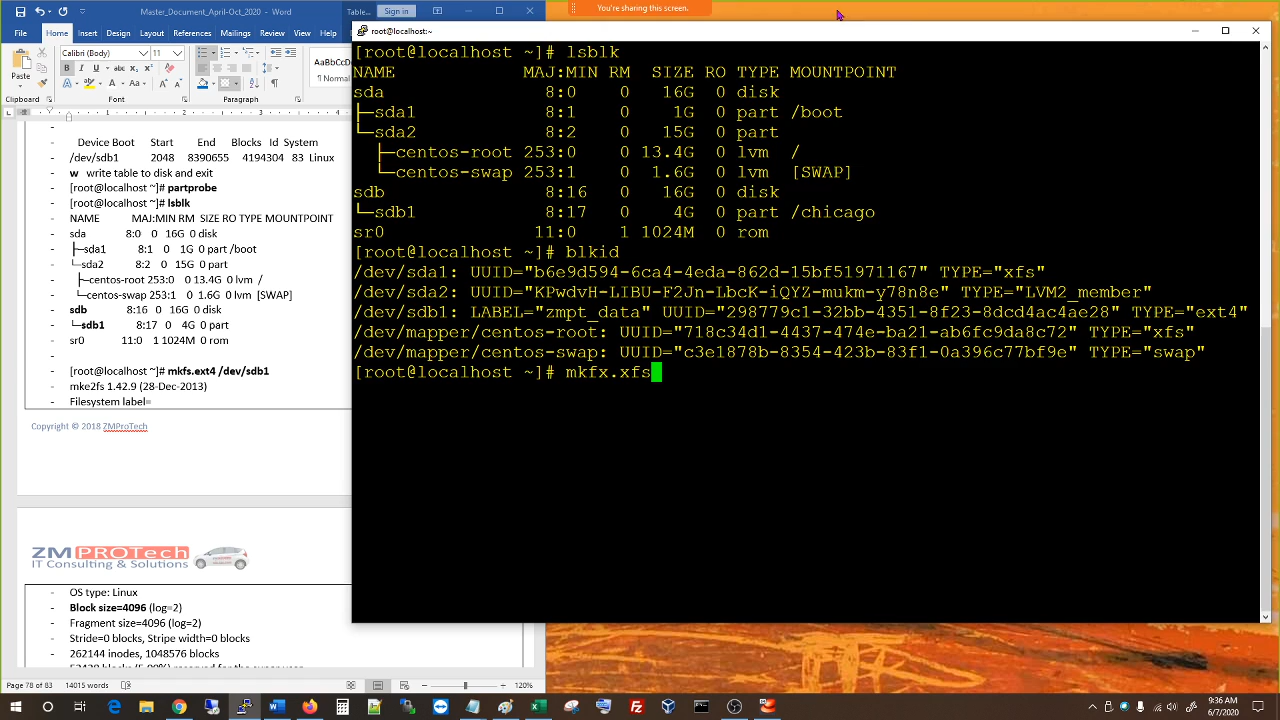 Master_Document_April-Oct_2020 - Word
Table...
Sign in
You're sharing this screen.
File
Home
Insert
Design
Layout
References
Mailings
Review
View
Help
Calibri (Body)
11
Paste
AaBbCcD
¶ Normal
Clipboard
Font
Paragraph
Device Boot Start End Blocks Id System
/dev/sdb1 2048 8390655 4194304 83 Linux
- w write table to disk and exit
- [root@localhost ~]# partprobe
- [root@localhost ~]# lsblk
- NAME MAJ:MIN RM SIZE RO TYPE MOUNTPOINT
- sda 8:0 0 16G 0 disk
- ├─sda1 8:1 0 1G 0 part /boot
- └─sda2 8:2 0 15G 0 part
- ├─centos-root 253:0 0 13.4G 0 lvm /
- └─centos-swap 253:1 0 1.6G 0 lvm [SWAP]
- sdb 8:16 0 16G 0 disk
- └─sdb1 8:17 0 4G 0 part
- sr0 11:0 1 1024M 0 rom
-
- [root@localhost ~]# mkfs.ext4 /dev/sdb1
- mke2fs 1.42.9 (28-Dec-2013)
- Filesystem label=
Copyright © 2018 ZMProTech
ZMPROTech
IT Consulting & Solutions
- OS type: Linux
- Block size=4096 (log=2)
- Fragment size=4096 (log=2)
- Stride=0 blocks, Stripe width=0 blocks
- 262144 inodes, 1048576 blocks
Page 78 of 83
14015 words
120%
root@localhost:~
[root@localhost ~]# lsblk
NAME MAJ:MIN RM SIZE RO TYPE MOUNTPOINT
sda 8:0 0 16G 0 disk
├─sda1 8:1 0 1G 0 part /boot
└─sda2 8:2 0 15G 0 part
├─centos-root 253:0 0 13.4G 0 lvm /
└─centos-swap 253:1 0 1.6G 0 lvm [SWAP]
sdb 8:16 0 16G 0 disk
└─sdb1 8:17 0 4G 0 part /chicago
sr0 11:0 1 1024M 0 rom
[root@localhost ~]# blkid
/dev/sda1: UUID="b6e9d594-6ca4-4eda-862d-15bf51971167" TYPE="xfs"
/dev/sda2: UUID="KPwdvH-LIBU-F2Jn-LbcK-iQYZ-mukm-y78n8e" TYPE="LVM2_member"
/dev/sdb1: LABEL="zmpt_data" UUID="298779c1-32bb-4351-8f23-8dcd4ac4ae28" TYPE="ext4"
/dev/mapper/centos-root: UUID="718c34d1-4437-474e-ba21-ab6fc9da8c72" TYPE="xfs"
/dev/mapper/centos-swap: UUID="c3e1878b-8354-423b-83f1-0a396c77bf9e" TYPE="swap"
[root@localhost ~]# mkfx.xfs
9:36 AM
6/7/2020